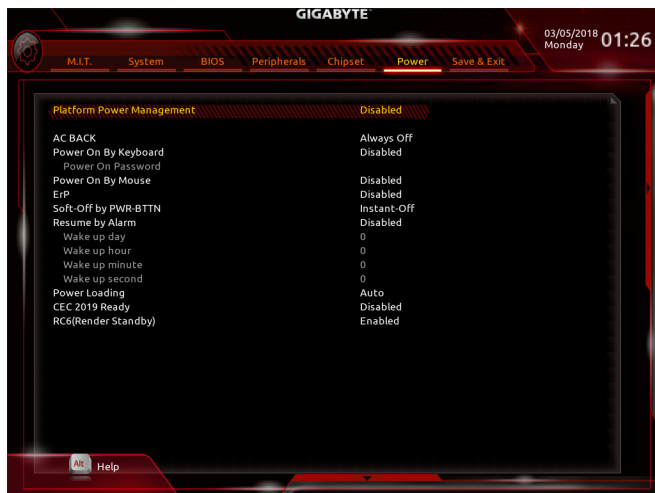 GIGABYTE™
03/05/2018 01:26
Monday
M.I.T. System BIOS Peripherals Chipset Power Save & Exit
Platform Power Management Disabled
AC BACK Always Off
Power On By Keyboard Disabled
Power On Password
Power On By Mouse Disabled
ErP Disabled
Soft-Off by PWR-BTTN Instant-Off
Resume by Alarm Disabled
Wake up day 0
Wake up hour 0
Wake up minute 0
Wake up second 0
Power Loading Auto
CEC 2019 Ready Disabled
RC6(Render Standby) Enabled
Alt Help